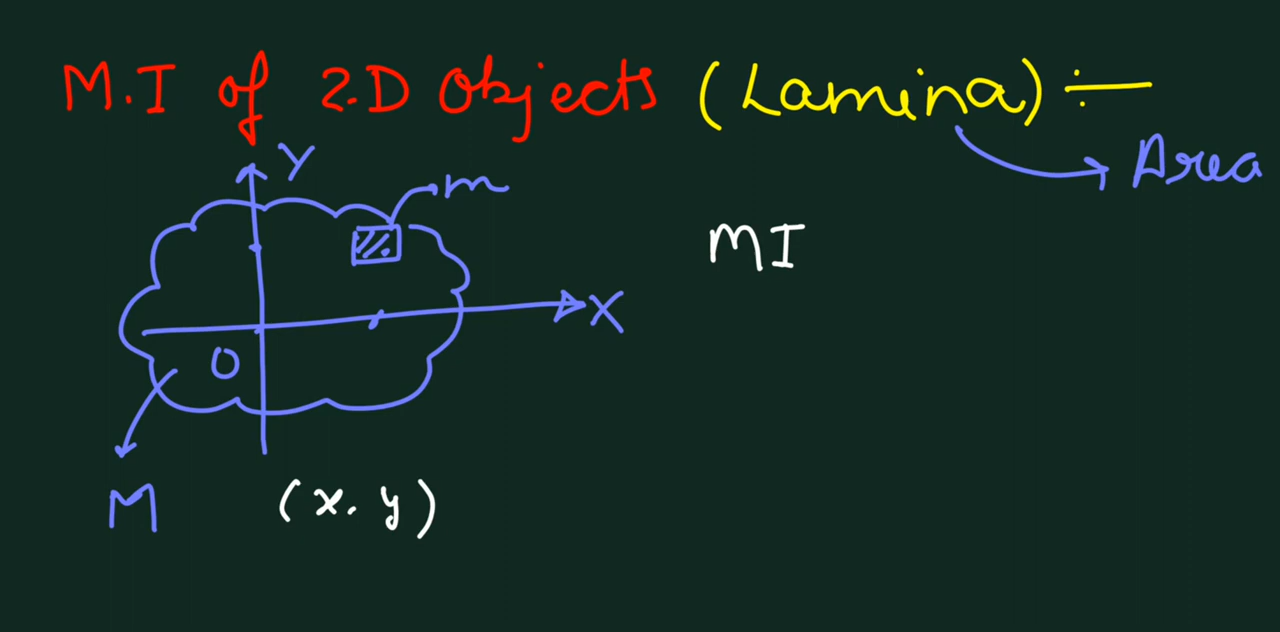 M.I of 2.D Objects (Lamina) :-
Y
m
Area
MI
X
O
M
(x, y)